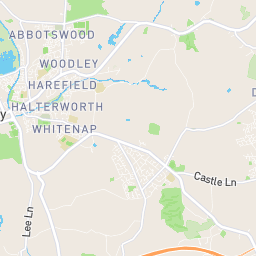 ABBOTSWOOD
WOODLEY
HAREFIELD
HALTERWORTH
y
WHITENAP
D
Castle Ln
Lee Ln